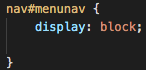 nav#menunav {
    display: block;
}